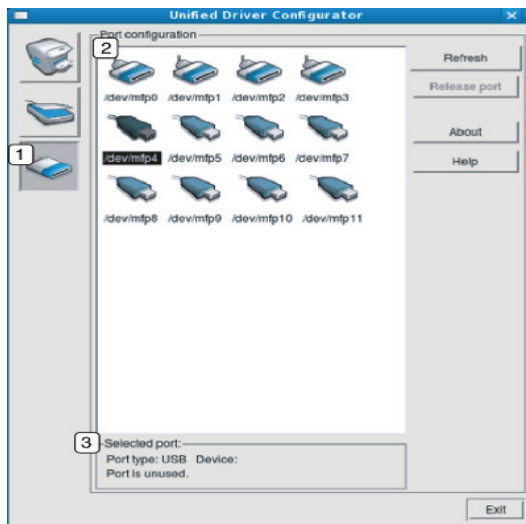 Unified Driver Configurator
Port configuration
2
Refresh
/dev/mfp0 /dev/mfp1 /dev/mfp2 /dev/mfp3
Release port
About
/dev/mfp4 /dev/mfp5 /dev/mfp6 /dev/mfp7
1
Help
/dev/mfp8 /dev/mfp9 /dev/mfp10 /dev/mfp11
3
Selected port:
Port type: USB Device:
Port is unused.
Exit